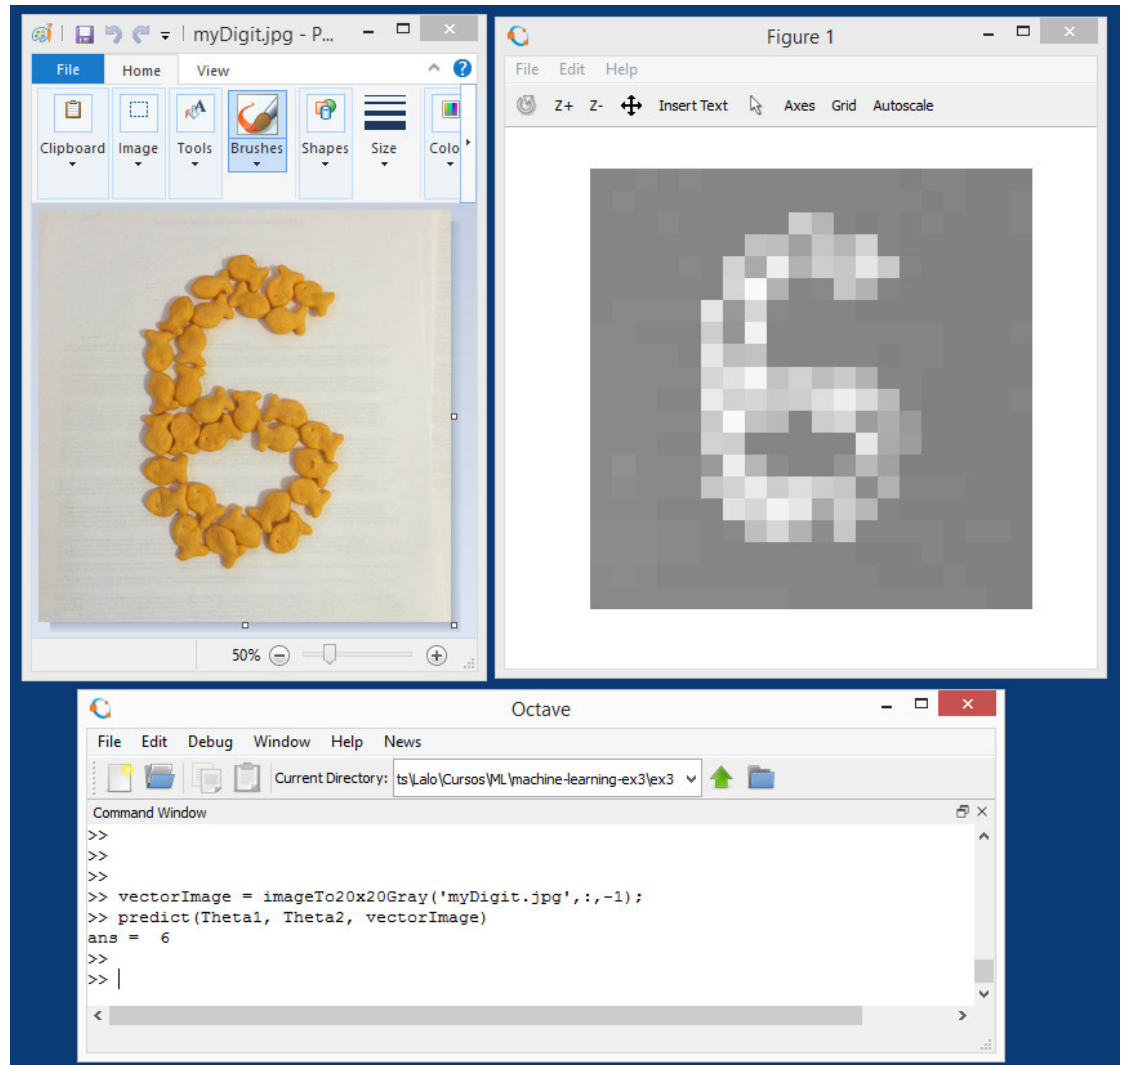 myDigit.jpg - P...
File Home View
Clipboard Image Tools Brushes Shapes Size Colo
50%
Figure 1
File Edit Help
Z+ Z- Insert Text Axes Grid Autoscale
Octave
File Edit Debug Window Help News
Current Directory: ts\Lalo\Cursos\ML\machine-learning-ex3\ex3
Command Window
>>
>>
>>
>> vectorImage = imageTo20x20Gray('myDigit.jpg',:,-1);
>> predict(Theta1, Theta2, vectorImage)
ans =  6
>>
>>